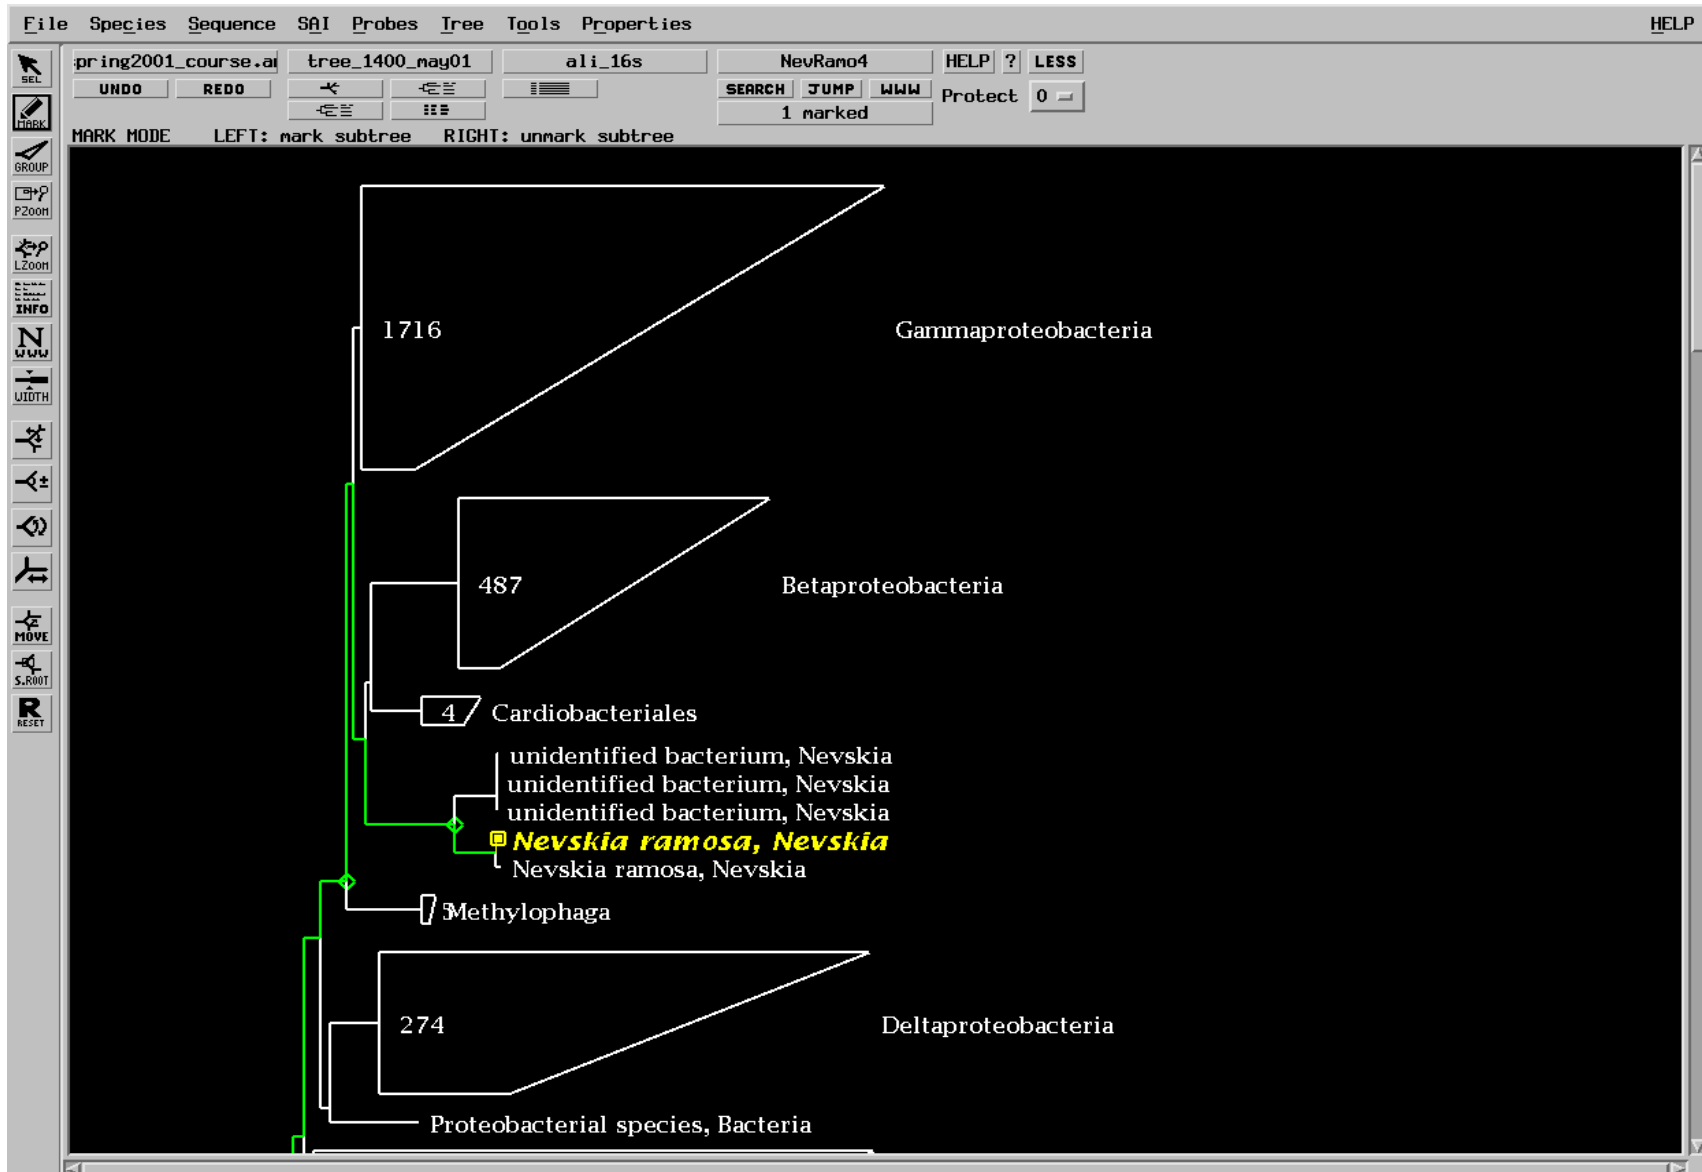 File Species Sequence SAI Probes Tree Tools Properties HELP
SEL
pring2001_course.ar tree_1400_may01 ali_16s NevRamo4 HELP ? LESS
UNDO REDO SEARCH JUMP WWW Protect 0
MARK
1 marked
MARK MODE LEFT: mark subtree RIGHT: unmark subtree
GROUP
PZOOM
LZOOM
INFO
N
WWW
WIDTH
MOVE
S.ROOT
R
RESET
1716 Gammaproteobacteria
487 Betaproteobacteria
4 Cardiobacteriales
unidentified bacterium, Nevskia
unidentified bacterium, Nevskia
unidentified bacterium, Nevskia
Nevskia ramosa, Nevskia
Nevskia ramosa, Nevskia
5 Methylophaga
274 Deltaproteobacteria
Proteobacterial species, Bacteria